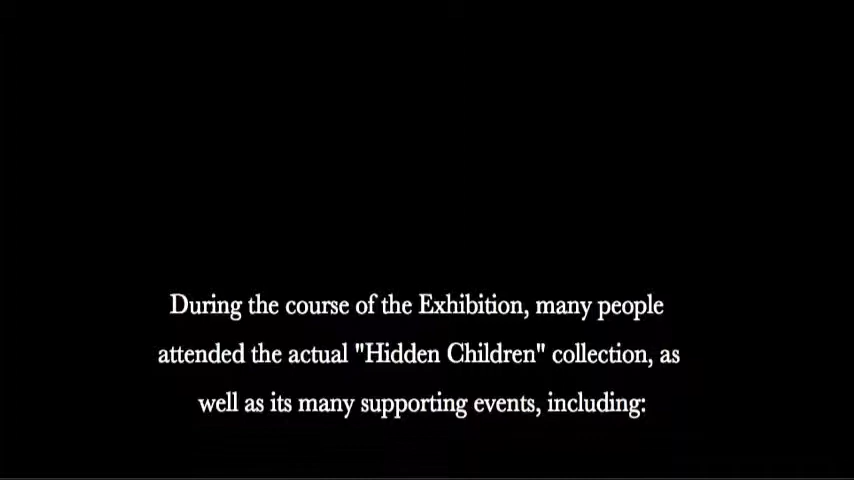 During the course of the Exhibition, many people
attended the actual "Hidden Children" collection, as
well as its many supporting events, including: